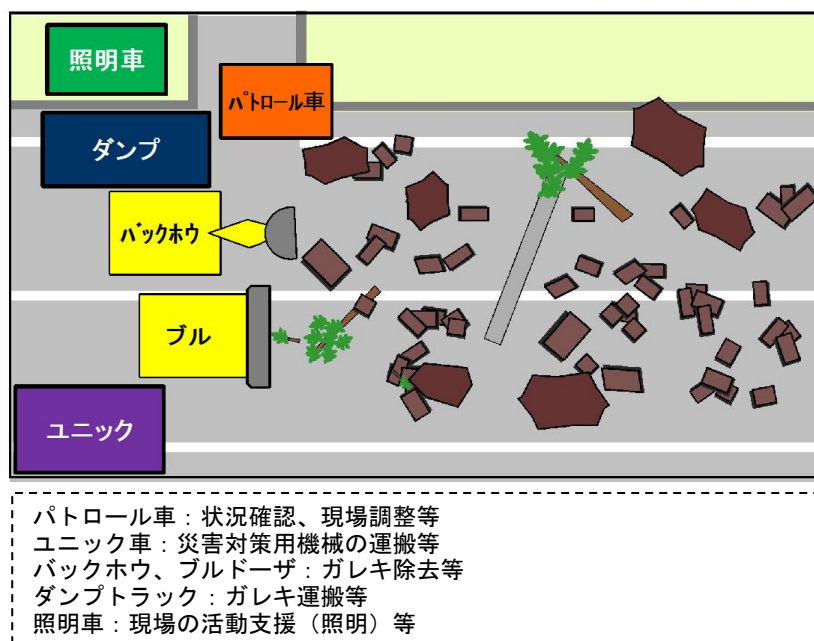 照明車
パトロール車
ダンプ
バックホウ
ブル
ユニック
パトロール車：状況確認、現場調整等
ユニック車：災害対策用機械の運搬等
バックホウ、ブルドーザ：ガレキ除去等
ダンプトラック：ガレキ運搬等
照明車：現場の活動支援（照明）等